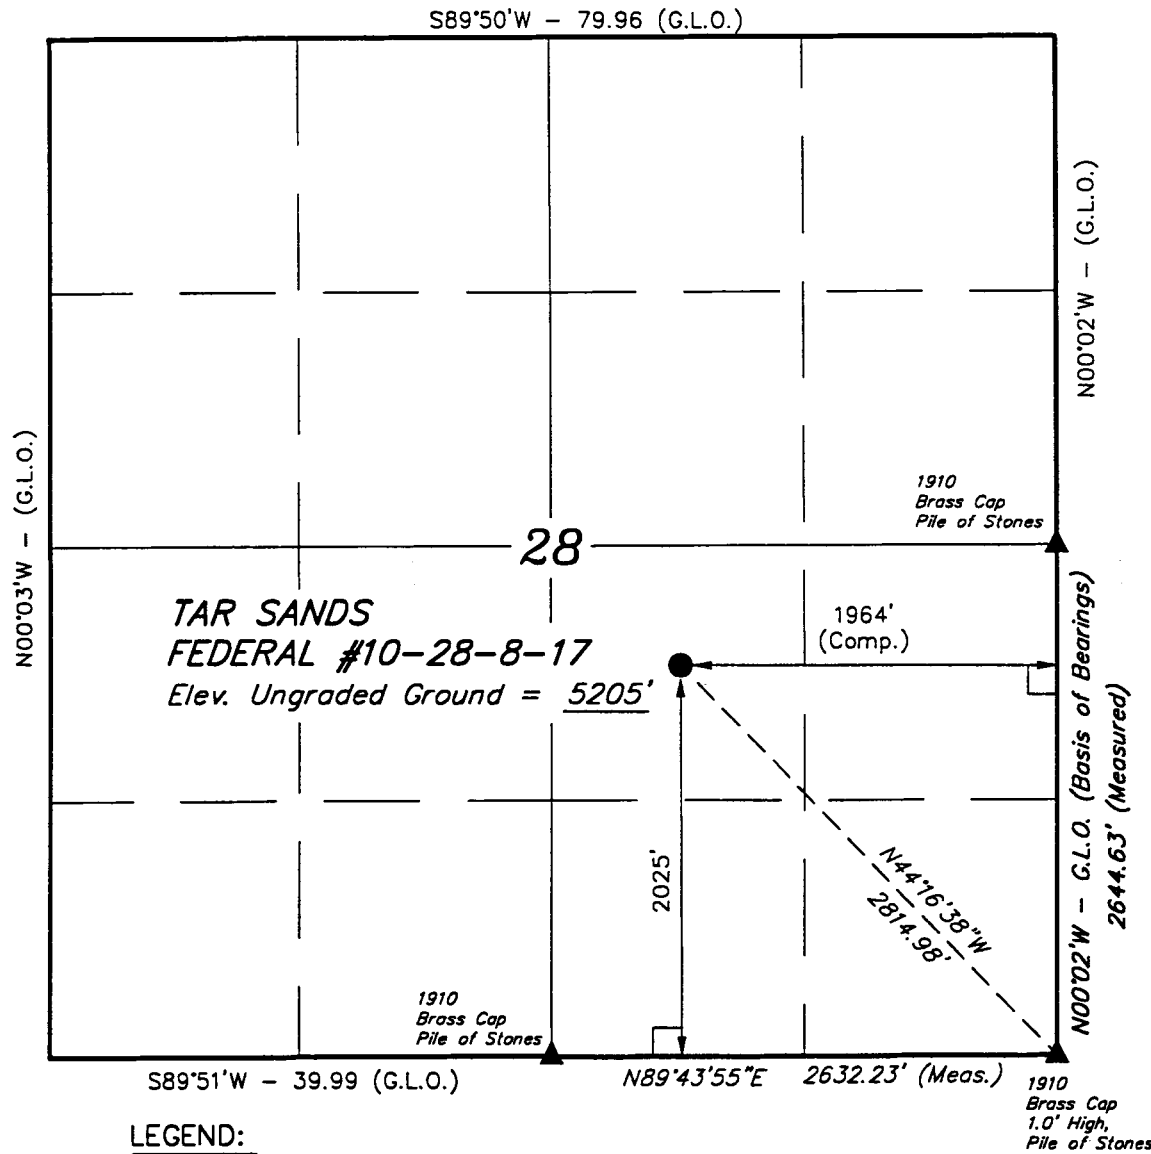 S89°50'W - 79.96 (G.L.O.)
N00°02'W - (G.L.O.)
N00°03'W - (G.L.O.)
1910
Brass Cap
Pile of Stones
28
TAR SANDS
FEDERAL #10-28-8-17
Elev. Ungraded Ground = 5205'
1964'
(Comp.)
N00°02'W - G.L.O. (Basis of Bearings)
2644.63' (Measured)
2025'
N44°16'38"W
2814.98'
1910
Brass Cap
Pile of Stones
S89°51'W - 39.99 (G.L.O.)
N89°43'55"E 2632.23' (Meas.)
1910
Brass Cap
1.0' High,
Pile of Stones
LEGEND: